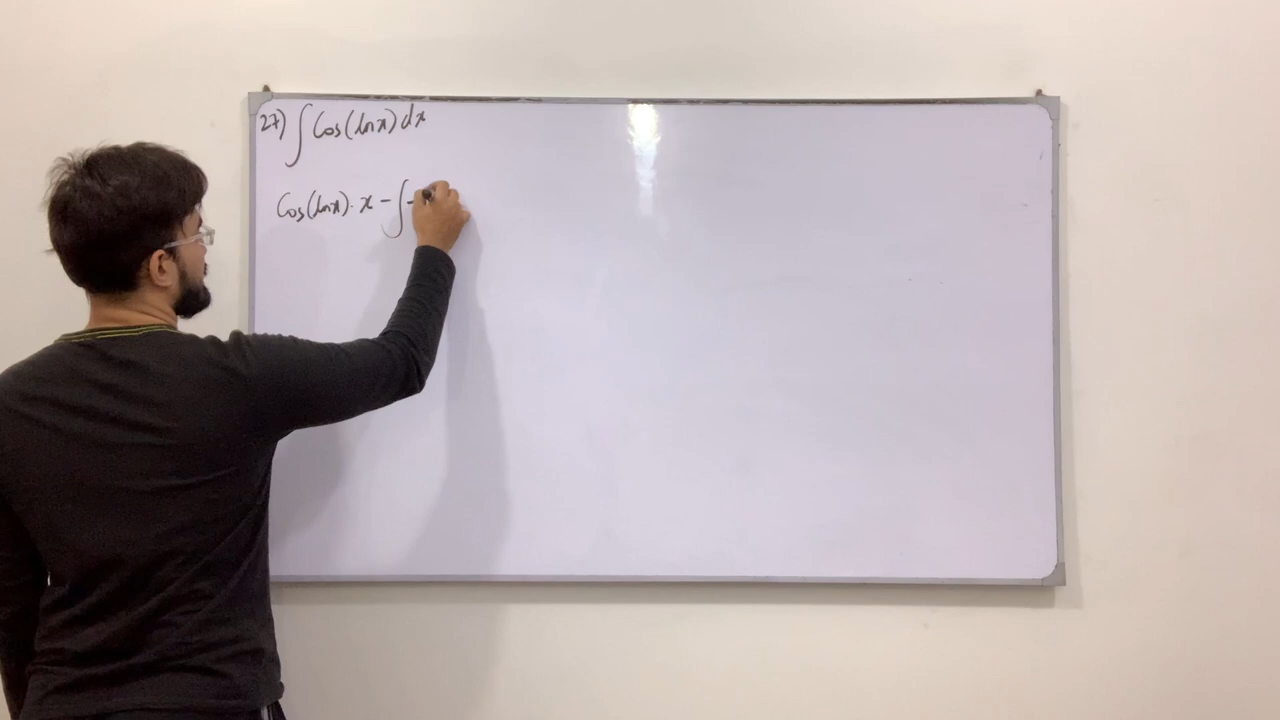 27) ∫ Cos(lnx) dx
Cos(lnx). x - ∫ -